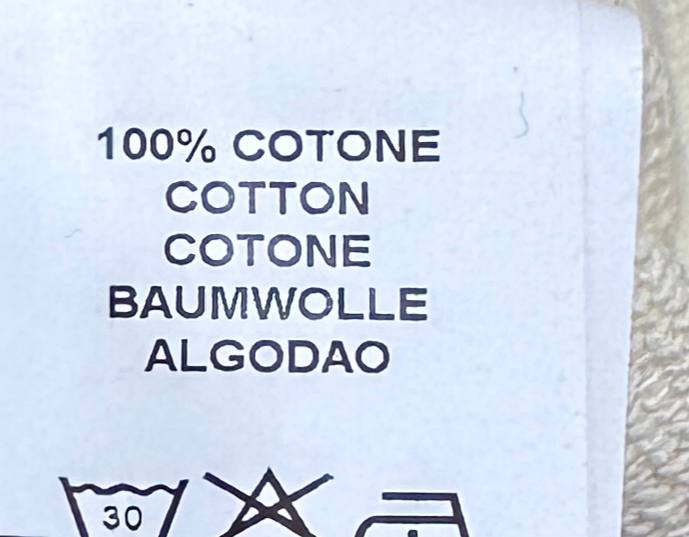 100% COTONE
COTTON
COTONE
BAUMWOLLE
ALGODAO
30